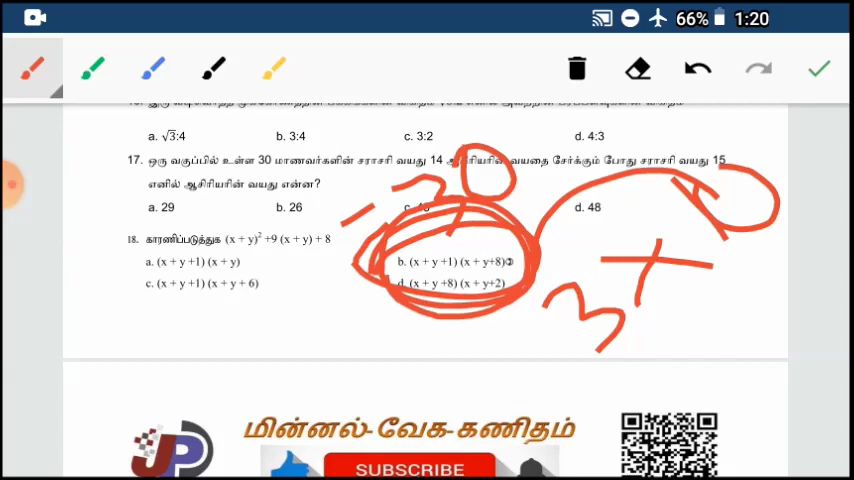 66% 1:20
a. √3:4 b. 3:4 c. 3:2 d. 4:3
17. ஒரு வகுப்பில் உள்ள 30 மாணவர்களின் சராசரி வயது 14 ஆசிரியரின் வயதை சேர்க்கும் போது சராசரி வயது 15
எனில் ஆசிரியரின் வயது என்ன?
a. 29 b. 26 c. d. 48
18. காரணிப்படுத்துக (x + y)² +9 (x + y) + 8
a. (x + y +1) (x + y) b. (x + y +1) (x + y+8)
c. (x + y +1) (x + y + 6) d. (x + y +8) (x + y+2)
மின்னல்-வேக-கணிதம்
JP
SUBSCRIBE